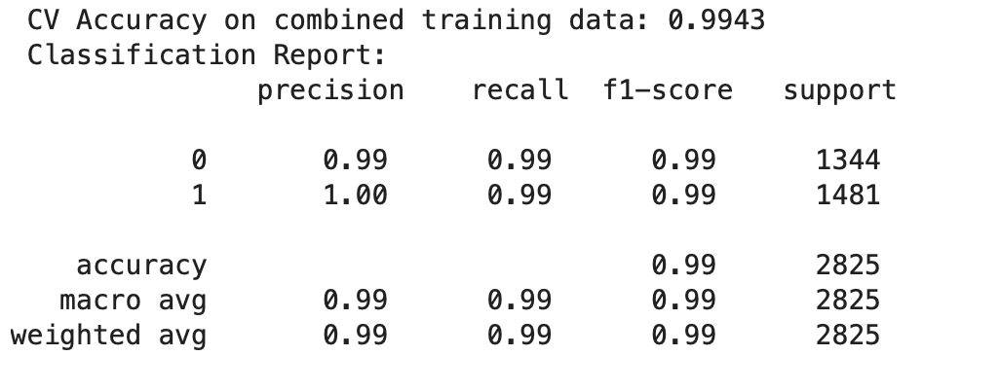 CV Accuracy on combined training data: 0.9943
Classification Report:
precision recall f1-score support
0 0.99 0.99 0.99 1344
1 1.00 0.99 0.99 1481
accuracy 0.99 2825
macro avg 0.99 0.99 0.99 2825
weighted avg 0.99 0.99 0.99 2825